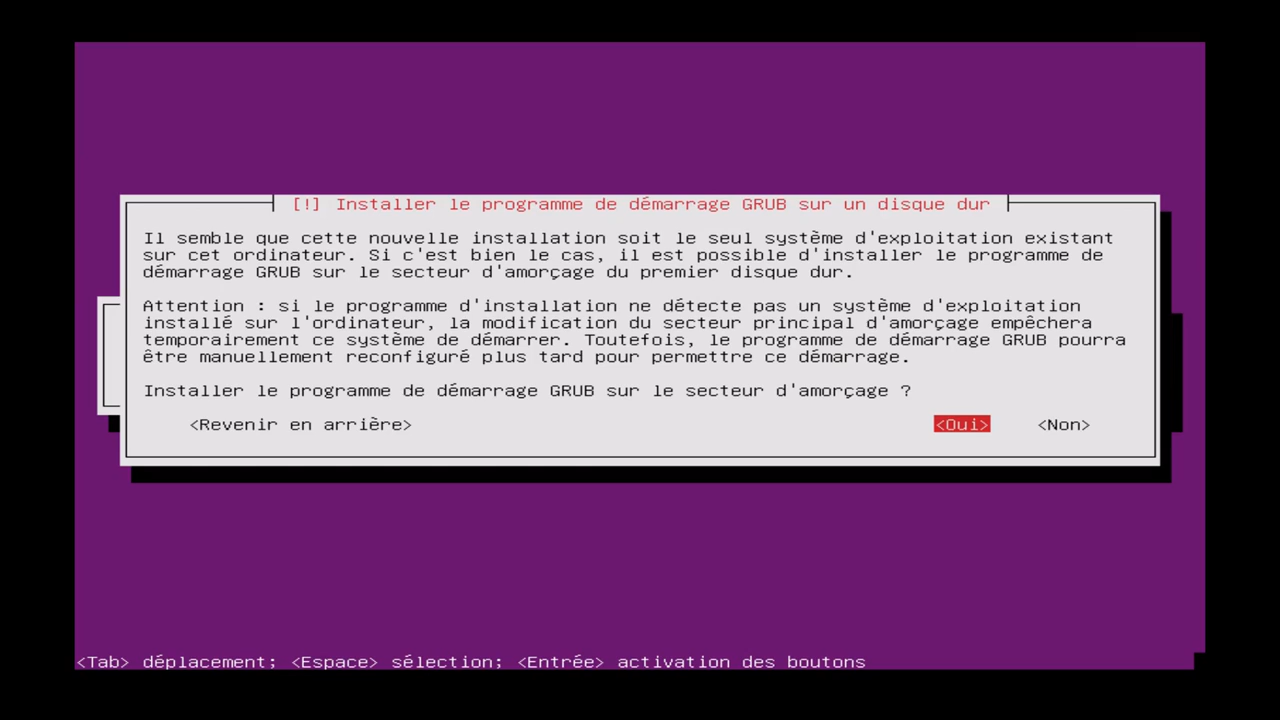 [!] Installer le programme de démarrage GRUB sur un disque dur
Il semble que cette nouvelle installation soit le seul système d'exploitation existant
sur cet ordinateur. Si c'est bien le cas, il est possible d'installer le programme de
démarrage GRUB sur le secteur d'amorçage du premier disque dur.
Attention : si le programme d'installation ne détecte pas un système d'exploitation
installé sur l'ordinateur, la modification du secteur principal d'amorçage empêchera
temporairement ce système de démarrer. Toutefois, le programme de démarrage GRUB pourra
être manuellement reconfiguré plus tard pour permettre ce démarrage.
Installer le programme de démarrage GRUB sur le secteur d'amorçage ?
<Revenir en arrière> <Oui> <Non>
<Tab> déplacement; <Espace> sélection; <Entrée> activation des boutons